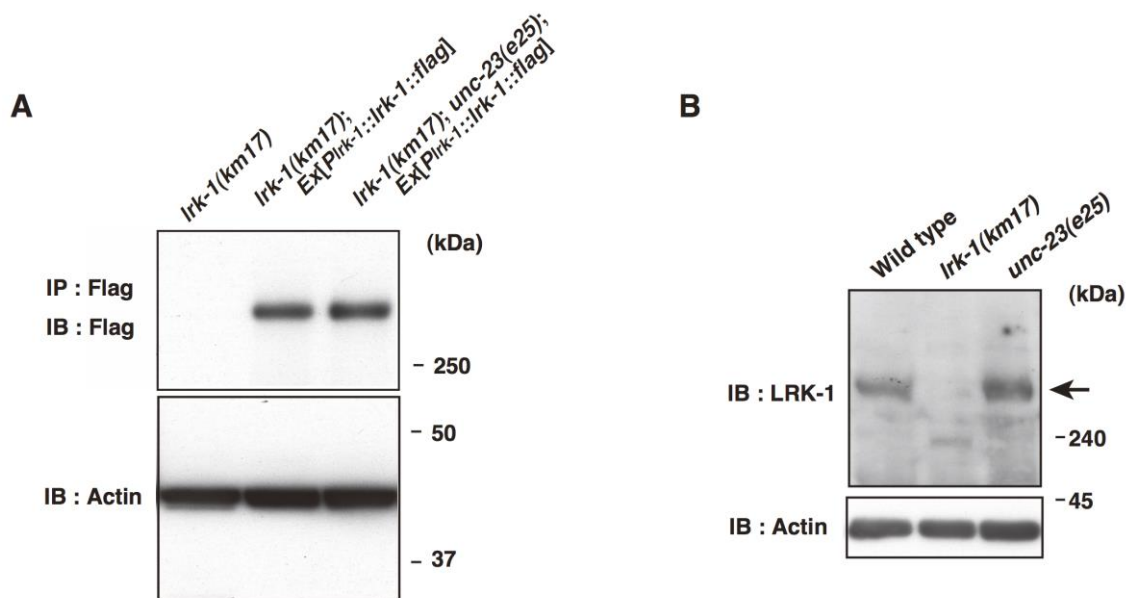 A
lrk-1(km17)
lrk-1(km17);
Ex[Plrk-1::lrk-1::flag]
lrk-1(km17); unc-23(e25);
Ex[Plrk-1::lrk-1::flag]
(kDa)
IP : Flag
IB : Flag
– 250
– 50
IB : Actin
– 37
B
Wild type
lrk-1(km17)
unc-23(e25)
(kDa)
IB : LRK-1
–240
–45
IB : Actin